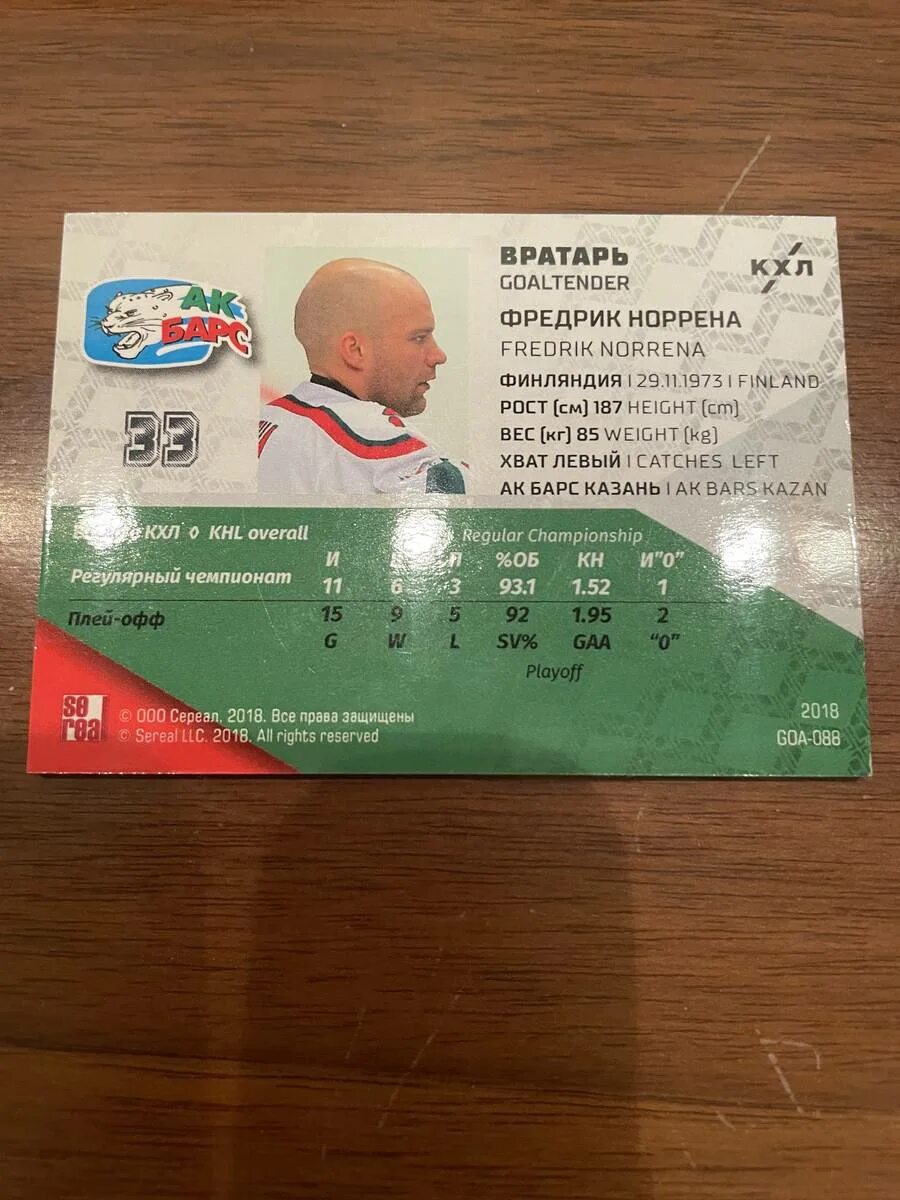 АК
БАРС
33
ВРАТАРЬ
GOALTENDER
КХЛ
ФРЕДРИК НОРРЕНА
FREDRIK NORRENA
ФИНЛЯНДИЯ | 29.11.1973 | FINLAND
РОСТ (см) 187 HEIGHT (cm)
ВЕС (кг) 85 WEIGHT (kg)
ХВАТ ЛЕВЫЙ | CATCHES LEFT
АК БАРС КАЗАНЬ | AK BARS KAZAN
КХЛ ◊ KHL overall
Regular Championship
И П %ОБ КН И"0"
Регулярный чемпионат 11 6 3 93.1 1.52 1
Плей-офф 15 9 5 92 1.95 2
G W L SV% GAA "0"
Playoff
se
real
© ООО Сереал. 2018. Все права защищены
© Sereal LLC. 2018. All rights reserved
2018
GOA-088